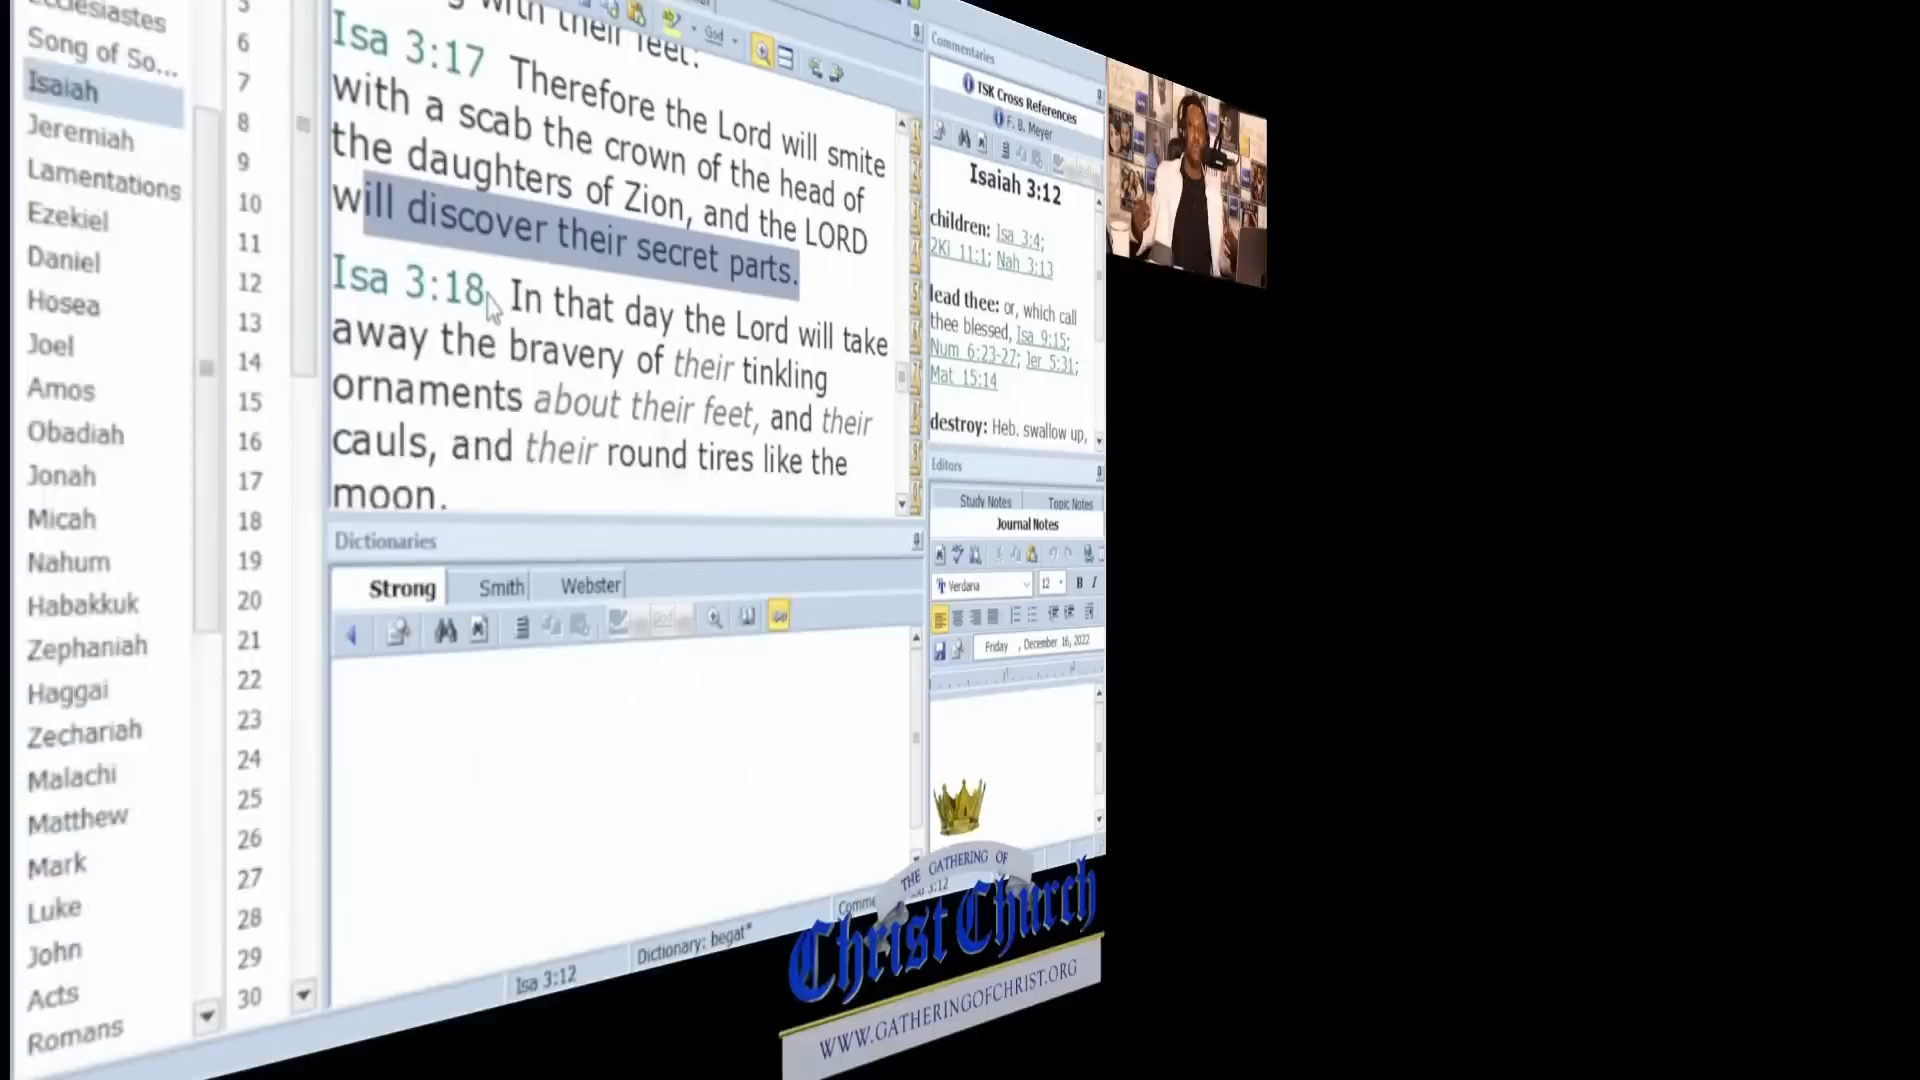 Ecclesiastes
Song of So...
Isaiah
Jeremiah
Lamentations
Ezekiel
Daniel
Hosea
Joel
Amos
Obadiah
Jonah
Micah
Nahum
Habakkuk
Zephaniah
Haggai
Zechariah
Malachi
Matthew
Mark
Luke
John
Acts
Romans
5
6
7
8
9
10
11
12
13
14
15
16
17
18
19
20
21
22
23
24
25
26
27
28
29
30
with their feet:
Isa 3:17 Therefore the Lord will smite
with a scab the crown of the head of
the daughters of Zion, and the LORD
will discover their secret parts.
Isa 3:18 In that day the Lord will take
away the bravery of their tinkling
ornaments about their feet, and their
cauls, and their round tires like the
moon.
Dictionaries
Strong Smith Webster
Isa 3:12
Dictionary: begat*
Commentaries
TSK Cross References
F. B. Meyer
Isaiah 3:12
children: Isa 3:4;
2Ki 11:1; Nah 3:13
lead thee: or, which call
thee blessed, Isa 9:15;
Num 6:23-27; Jer 5:31;
Mat 15:14
destroy: Heb. swallow up,
Editors
Study Notes Topic Notes
Journal Notes
Verdana 12 B I
Friday , December 16, 2022
THE GATHERING OF
Christ Church
WWW.GATHERINGOFCHRIST.ORG